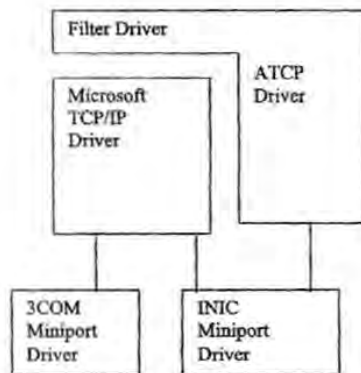 Filter Driver
ATCP
Driver
Microsoft
TCP/IP
Driver
3COM
Miniport
Driver
INIC
Miniport
Driver